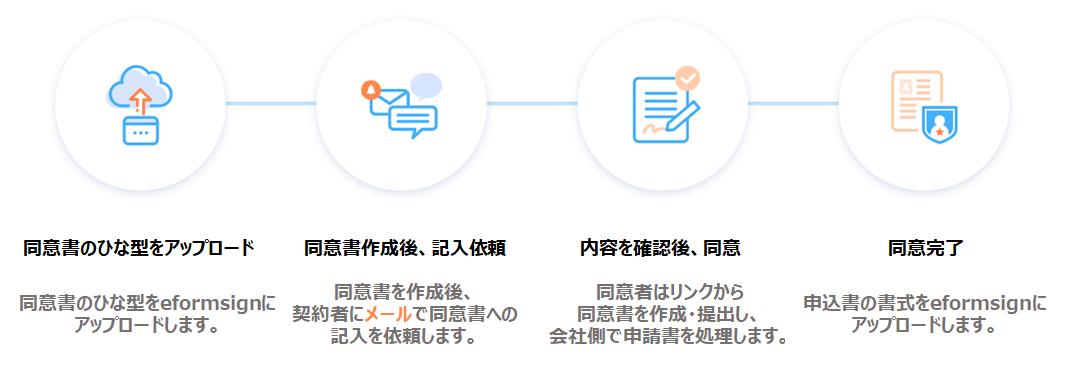 同意書のひな型をアップロード
同意書のひな型をeformsignに
アップロードします。
同意書作成後、記入依頼
同意書を作成後、
契約者にメールで同意書への
記入を依頼します。
内容を確認後、同意
同意者はリンクから
同意書を作成・提出し、
会社側で申請書を処理します。
同意完了
申込書の書式をeformsignに
アップロードします。